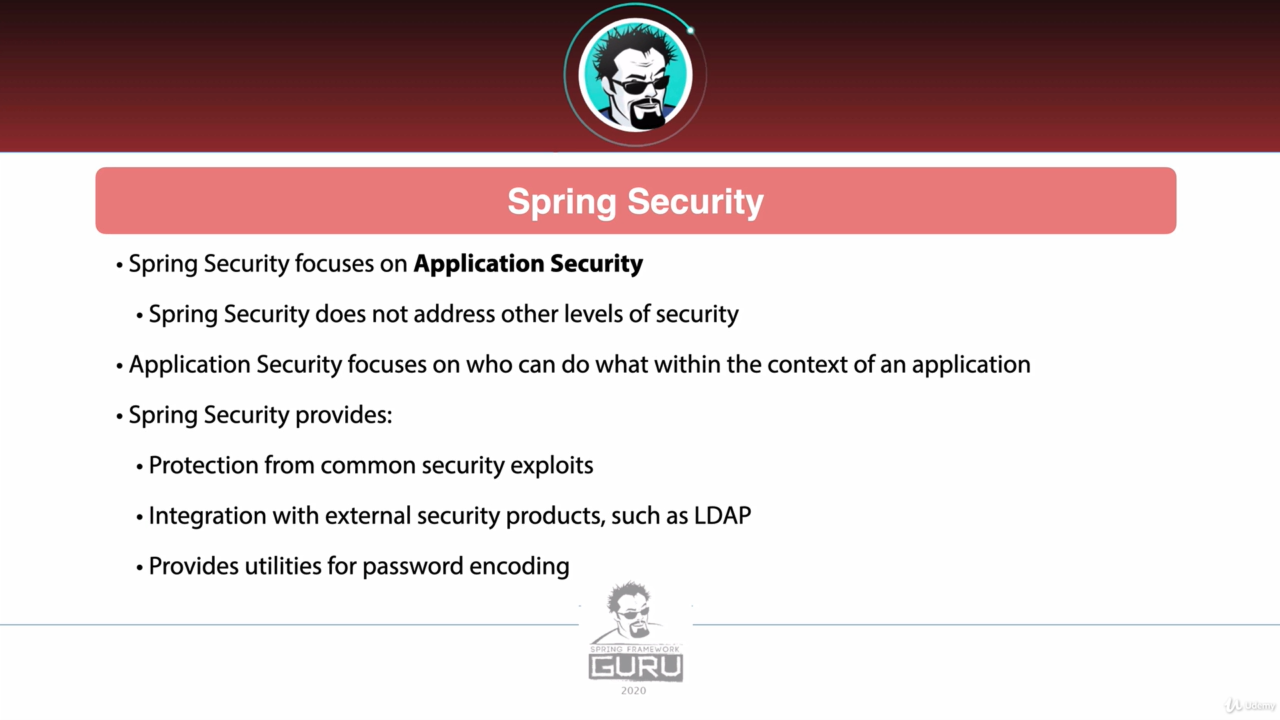 Spring Security
• Spring Security focuses on Application Security
• Spring Security does not address other levels of security
• Application Security focuses on who can do what within the context of an application
• Spring Security provides:
• Protection from common security exploits
• Integration with external security products, such as LDAP
• Provides utilities for password encoding
SPRING FRAMEWORK
GURU
2020
Udemy